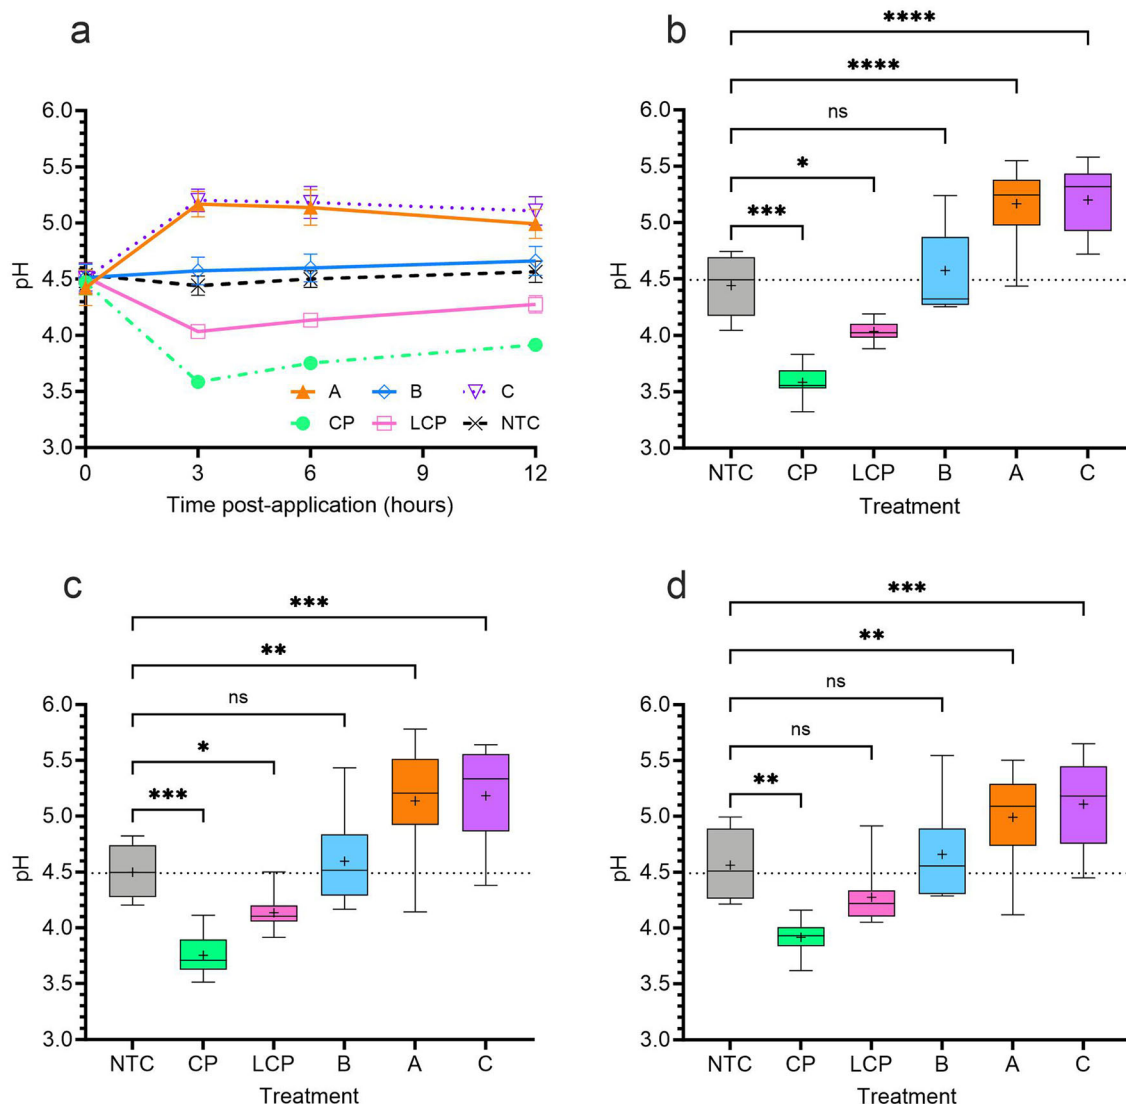 a
6.0
5.5
5.0
4.5
4.0
3.5
3.0
pH
A B C
CP LCP NTC
0 3 6 9 12
Time post-application (hours)
b
****
****
ns
*
***
6.0
5.5
5.0
4.5
4.0
3.5
3.0
pH
NTC CP LCP B A C
Treatment
c
***
**
ns
*
***
6.0
5.5
5.0
4.5
4.0
3.5
3.0
pH
NTC CP LCP B A C
Treatment
d
***
**
ns
ns
**
6.0
5.5
5.0
4.5
4.0
3.5
3.0
pH
NTC CP LCP B A C
Treatment